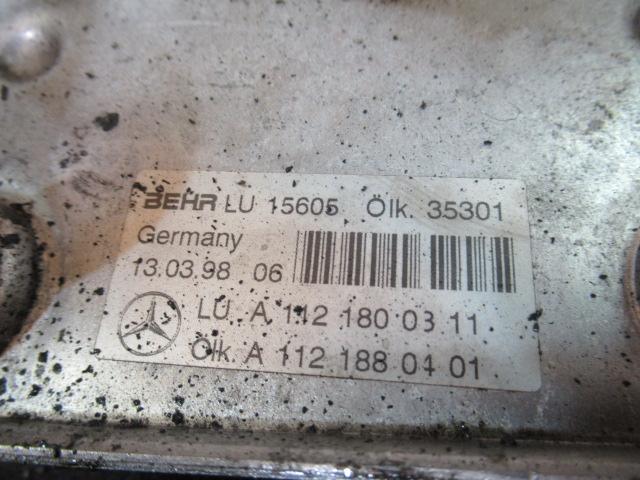 BEHR LU 15605 Ölk. 35301
Germany
13.03.98 06
LU A 112 180 03 11
Ölk. A 112 188 04 01